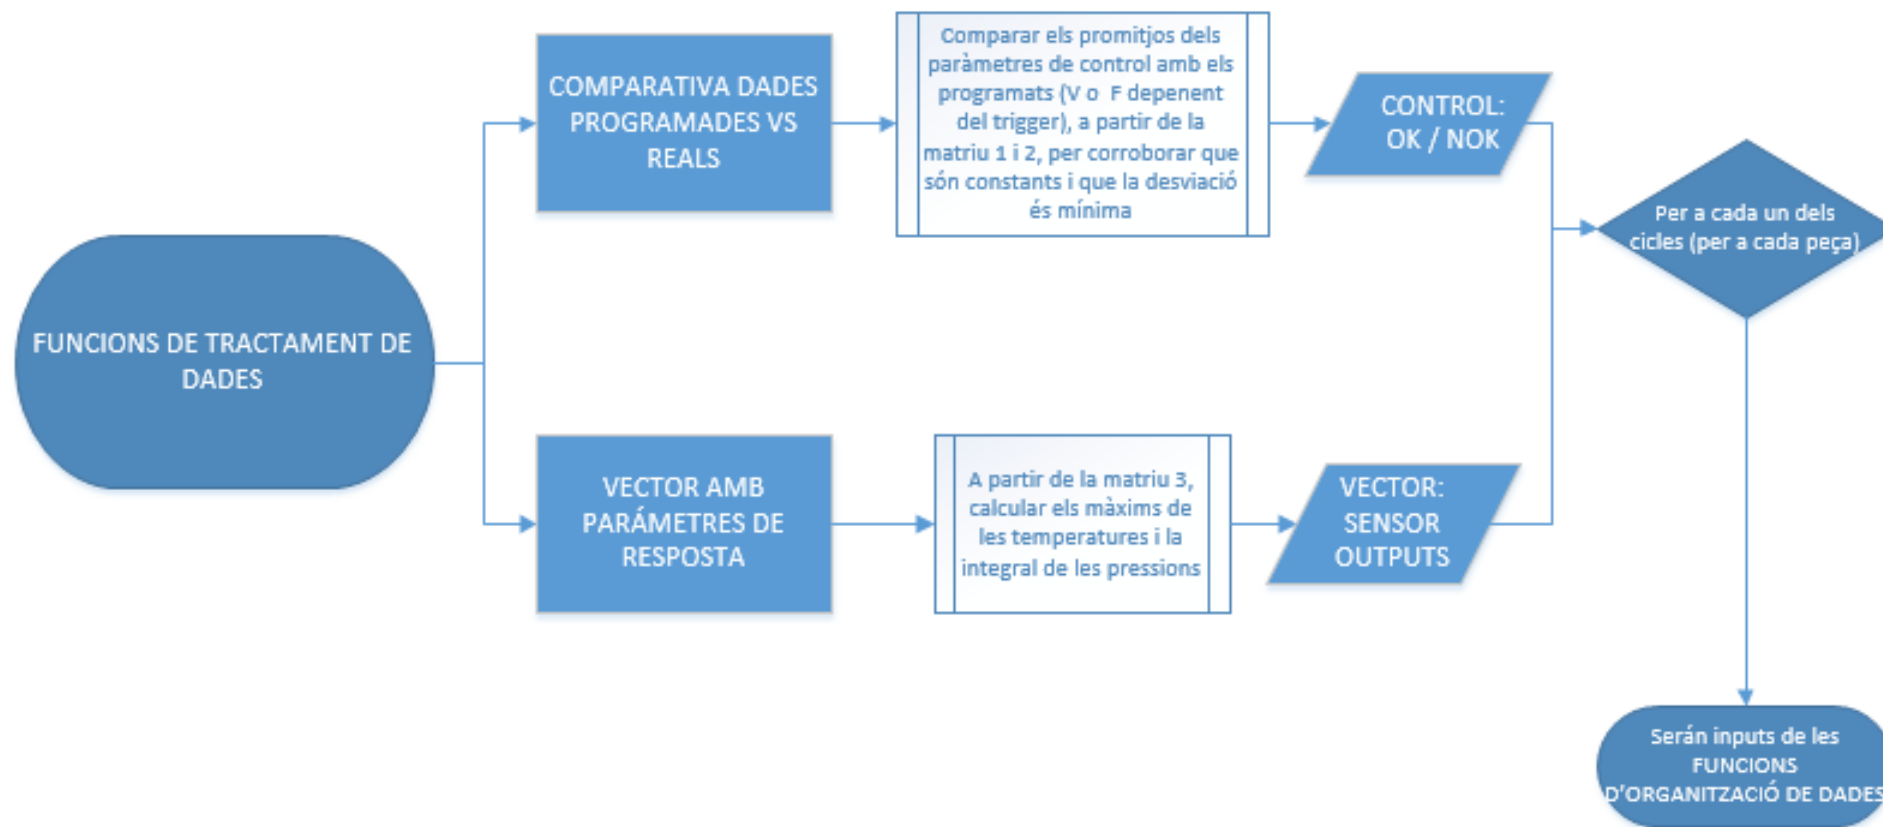 FUNCIONS DE TRACTAMENT DE
DADES
COMPARATIVA DADES
PROGRAMADES VS
REALS
Comparar els promitjos dels
paràmetres de control amb els
programats (V o F depenent
del trigger), a partir de la
matriu 1 i 2, per corroborar que
són constants i que la desviació
és mínima
CONTROL:
OK / NOK
VECTOR AMB
PARÁMETRES DE
RESPOSTA
A partir de la matriu 3,
calcular els màxims de
les temperatures i la
integral de les pressions
VECTOR:
SENSOR
OUTPUTS
Per a cada un dels
cicles (per a cada peça)
Serán inputs de les
FUNCIONS
D'ORGANITZACIÓ DE DADES